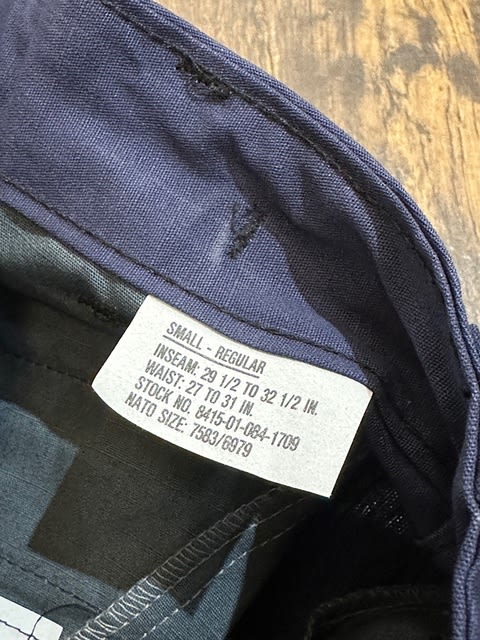 SMALL - REGULAR
INSEAM: 29 1/2 TO 32 1/2 IN.
WAIST: 27 TO 31 IN.
STOCK NO. 8415-01-084-1709
NATO SIZE: 7583/6979